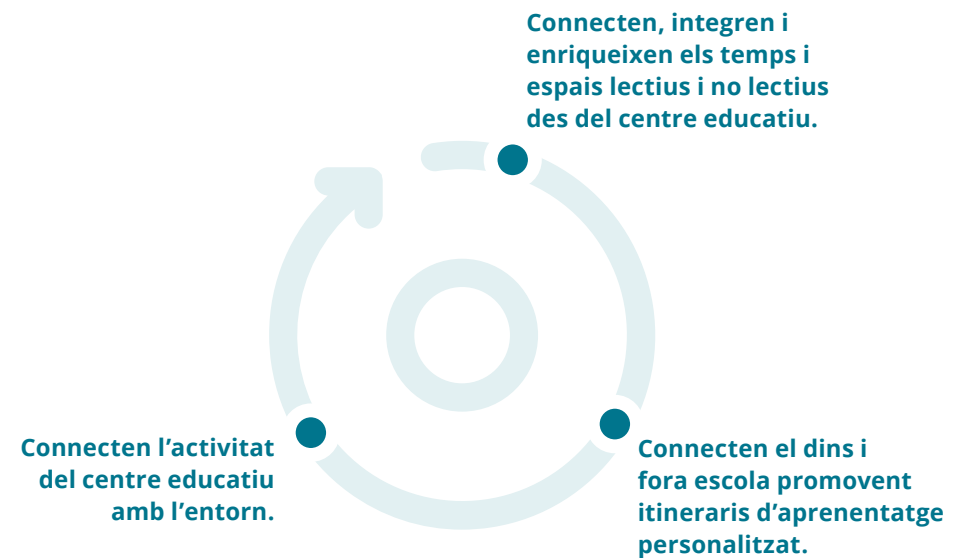 Connecten, integren i
enriqueixen els temps i
espais lectius i no lectius
des del centre educatiu.
Connecten el dins i
fora escola promovent
itineraris d’aprenentatge
personalitzat.
Connecten l’activitat
del centre educatiu
amb l’entorn.